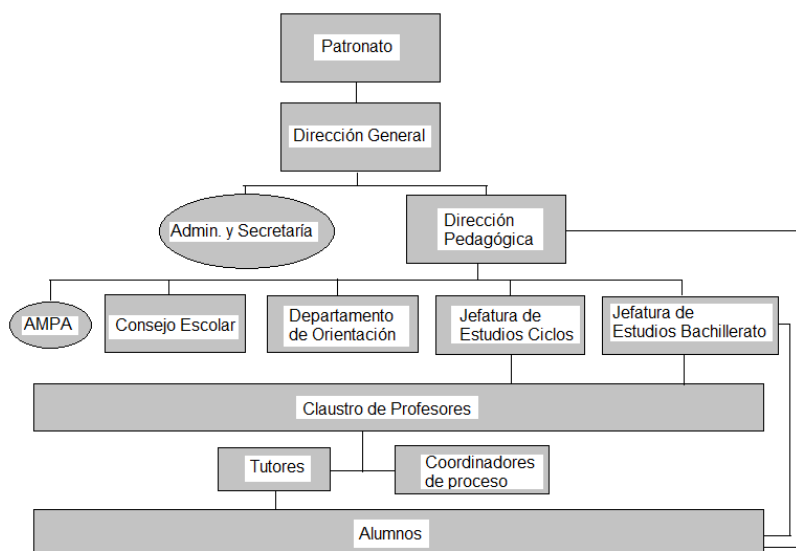 Patronato
Dirección General
Admin. y Secretaría
Dirección
Pedagógica
AMPA
Consejo Escolar
Departamento
de Orientación
Jefatura de
Estudios Ciclos
Jefatura de
Estudios Bachillerato
Claustro de Profesores
Tutores
Coordinadores
de proceso
Alumnos